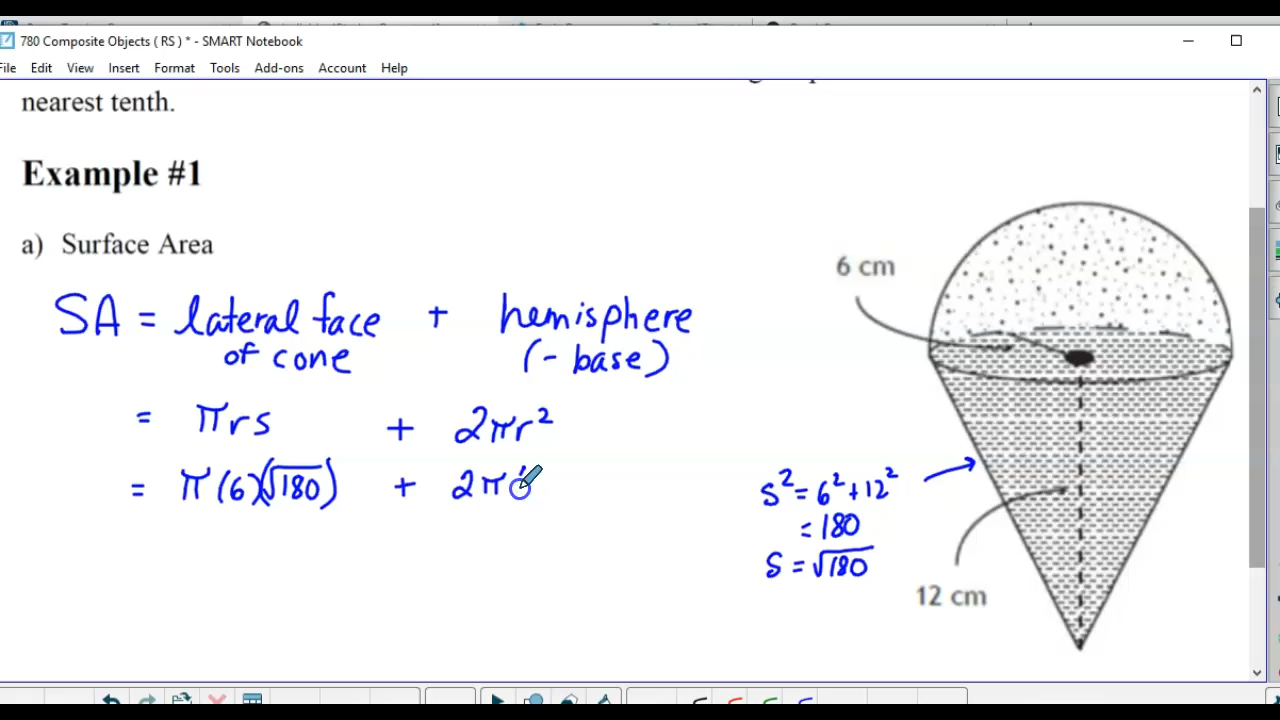 780 Composite Objects ( RS ) * - SMART Notebook
File Edit View Insert Format Tools Add-ons Account Help
nearest tenth.
Example #1
a) Surface Area
6 cm
SA = lateral face + hemisphere
of cone (- base)
= πrs + 2πr²
= π(6)(√180) + 2π6
s² = 6² + 12²
= 180
s = √180
12 cm